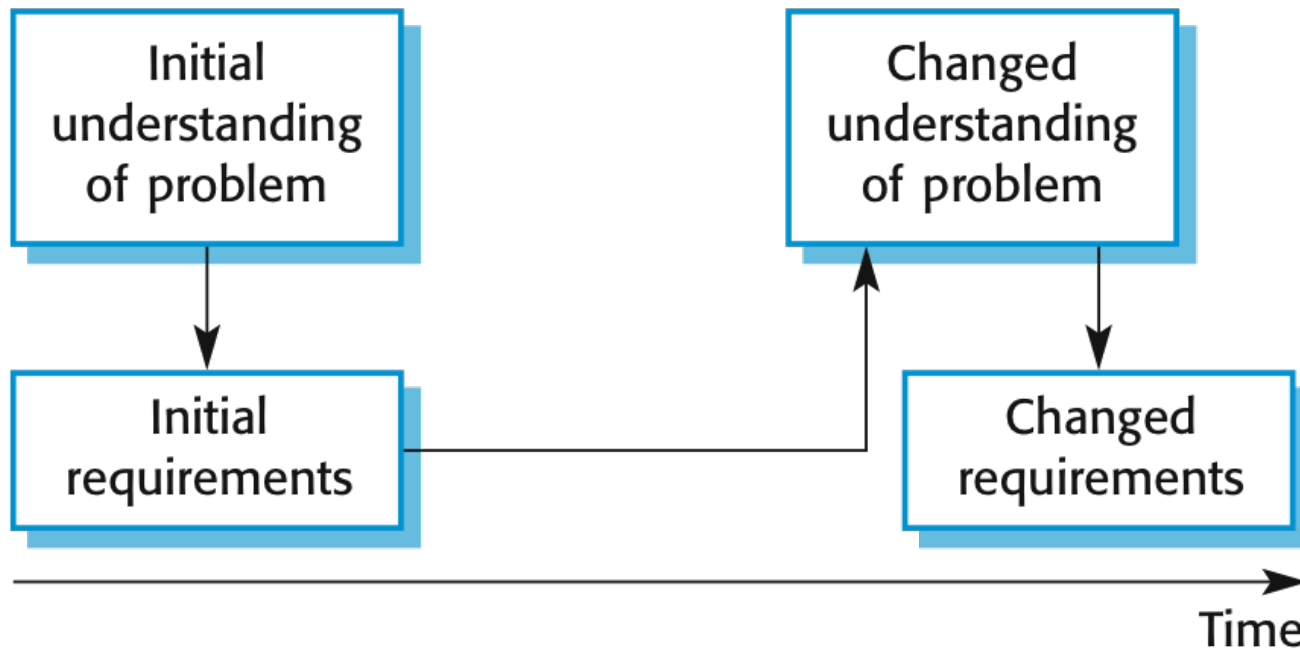 Initial
understanding
of problem
Changed
understanding
of problem
Initial
requirements
Changed
requirements
Time